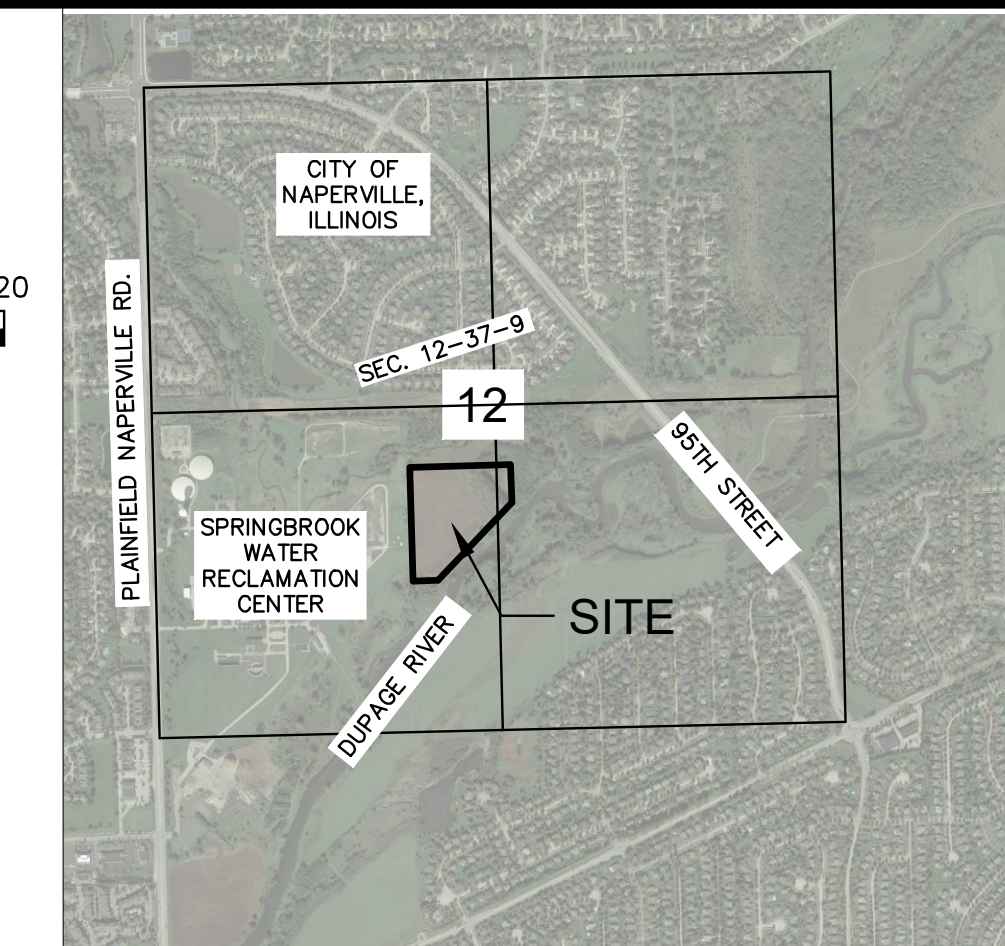 CITY OF
NAPERVILLE,
ILLINOIS
20
PLAINFIELD NAPERVILLE RD.
SEC. 12-37-9
12
95TH STREET
SPRINGBROOK
WATER
RECLAMATION
CENTER
SITE
DUPAGE RIVER